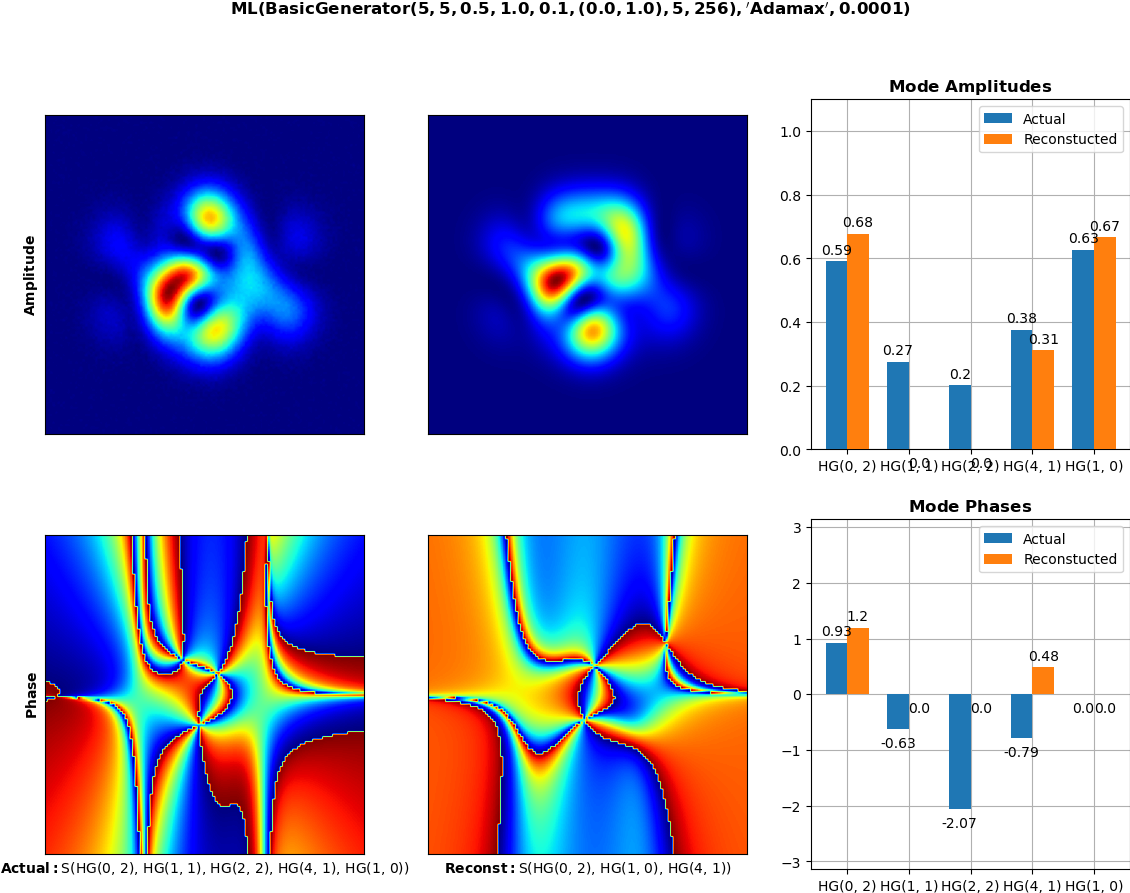 ML(BasicGenerator(5, 5, 0.5, 1.0, 0.1, (0.0, 1.0), 5, 256), 'Adamax', 0.0001)
Mode Amplitudes
Amplitude
Actual
Reconstucted
1.0
0.8
0.6
0.4
0.2
0.0
0.59
0.68
0.27
0.0
0.2
0.0
0.38
0.31
0.63
0.67
HG(0, 2)
HG(1, 1)
HG(2, 2)
HG(4, 1)
HG(1, 0)
Mode Phases
Phase
Actual
Reconstucted
3
2
1
0
−1
−2
−3
0.93
1.2
-0.63
0.0
-2.07
0.0
-0.79
0.48
0.0
0.0
HG(0, 2)
HG(1, 1)
HG(2, 2)
HG(4, 1)
HG(1, 0)
Actual: S(HG(0, 2), HG(1, 1), HG(2, 2), HG(4, 1), HG(1, 0))
Reconst: S(HG(0, 2), HG(1, 0), HG(4, 1))